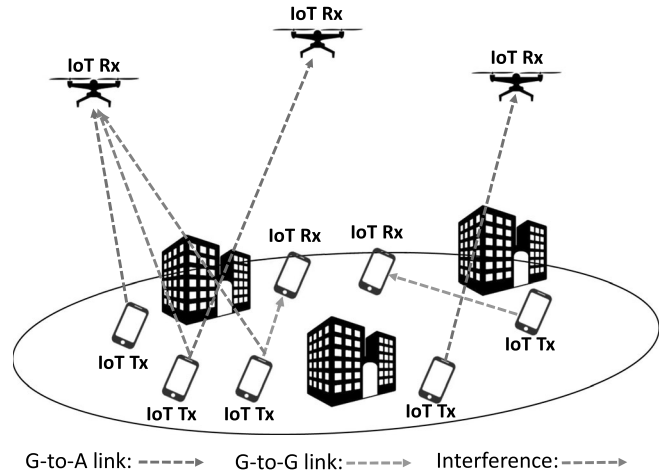 IoT Rx
IoT Rx
IoT Rx
IoT Rx
IoT Rx
IoT Tx
IoT Tx
IoT Tx
IoT Tx
IoT Tx
G-to-A link:
G-to-G link:
Interference: